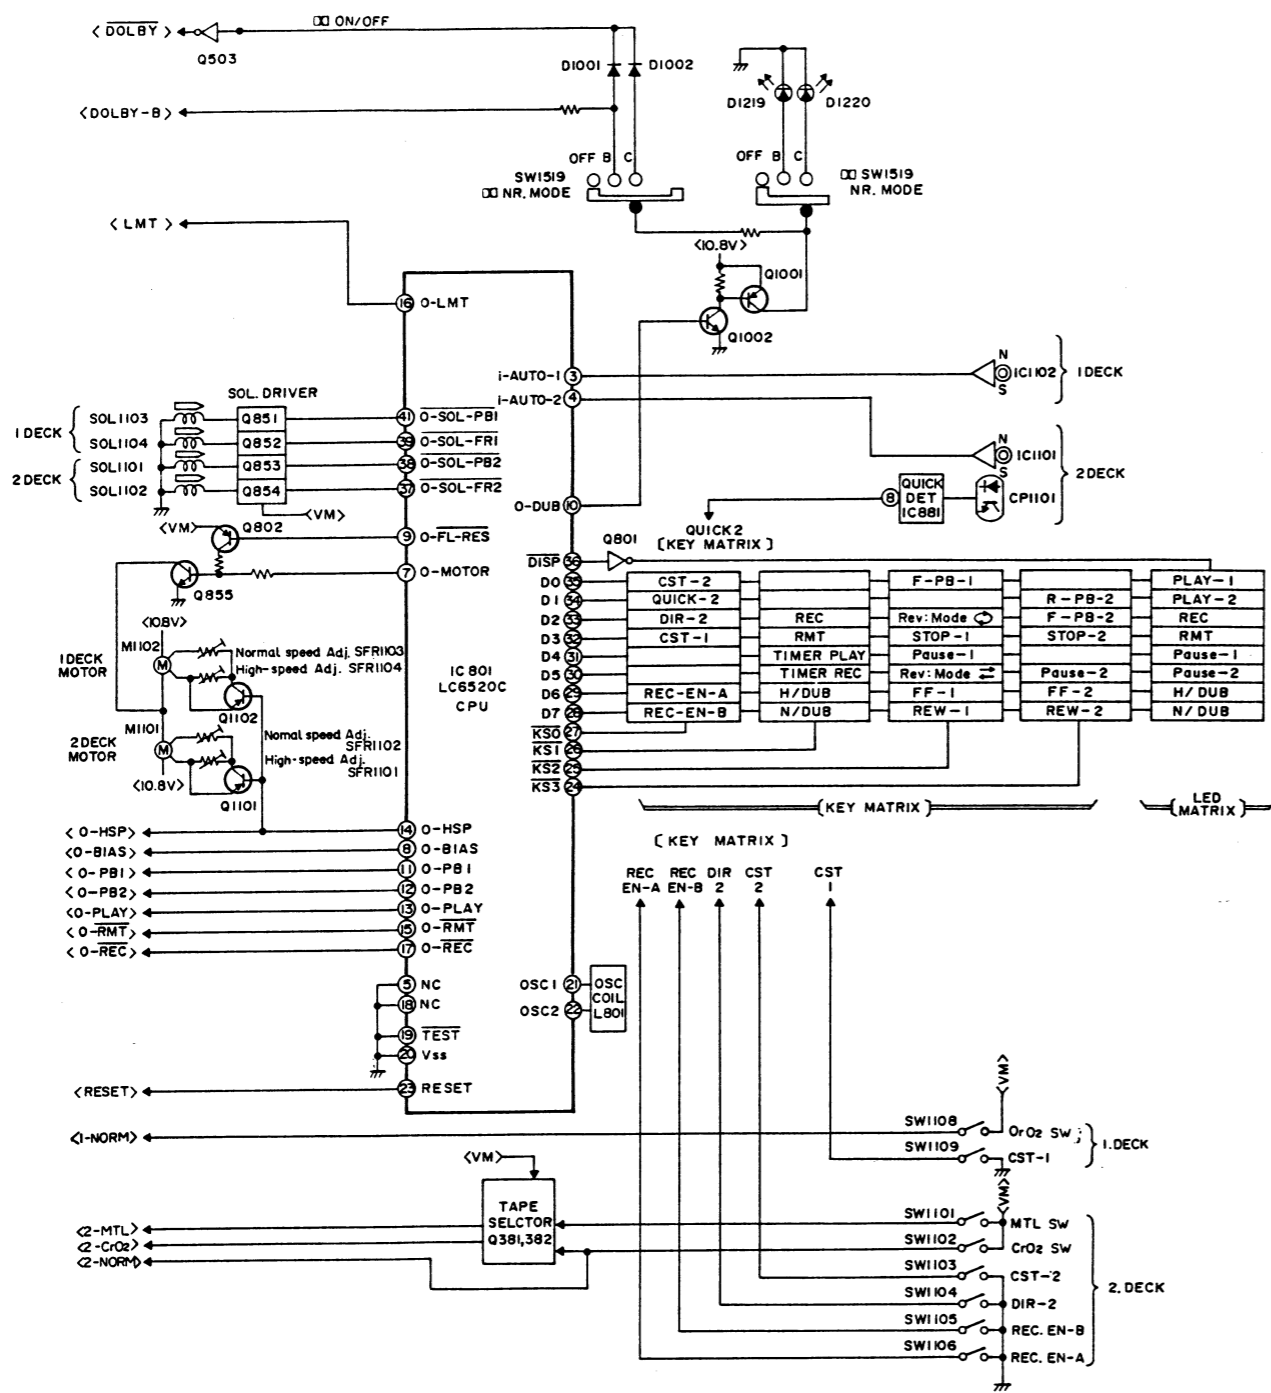 <DOLBY>
Q503
ON/OFF
D1001
D1002
<DOLBY-B>
D1219
D1220
OFF B C
SW1519
NR. MODE
OFF B C
SW1519
NR. MODE
<LMT>
<10.8V>
Q1001
Q1002
16 O-LMT
i-AUTO-1 3
i-AUTO-2 4
N
S
IC1102
1 DECK
N
S
IC1101
2 DECK
SOL. DRIVER
1 DECK
SOL1103
Q851
41 O-SOL-PB1
SOL1104
Q852
39 O-SOL-FR1
2 DECK
SOL1101
Q853
38 O-SOL-PB2
SOL1102
Q854
37 O-SOL-FR2
<VM>
O-DUB 10
8
QUICK
DET
IC881
CP1101
QUICK2
[KEY MATRIX]
<VM>
Q802
9 O-FL-RES
7 O-MOTOR
Q855
DISP 36
Q801
D0 35 CST-2 F-PB-1 PLAY-1
D1 34 QUICK-2 R-PB-2 PLAY-2
D2 33 DIR-2 REC Rev: Mode F-PB-2 REC
D3 32 CST-1 RMT STOP-1 STOP-2 RMT
D4 31 TIMER PLAY Pause-1 Pause-1
D5 30 TIMER REC Rev: Mode Pause-2 Pause-2
D6 29 REC-EN-A H/DUB FF-1 FF-2 H/DUB
D7 28 REC-EN-B N/DUB REW-1 REW-2 N/DUB
KS0 27
KS1 26
KS2 25
KS3 24
[KEY MATRIX]
[LED
MATRIX]
<10.8V>
M1102
M
1 DECK
MOTOR
Normal speed Adj. SFR1103
High-speed Adj. SFR1104
Q1102
M1101
M
2 DECK
MOTOR
Normal speed Adj.
SFR1102
High-speed Adj.
SFR1101
<10.8V>
Q1101
IC801
LC6520C
CPU
<O-HSP> 14 O-HSP
<O-BIAS> 8 O-BIAS
<O-PB1> 11 O-PB1
<O-PB2> 12 O-PB2
<O-PLAY> 13 O-PLAY
<O-RMT> 15 O-RMT
<O-REC> 17 O-REC
5 NC
18 NC
19 TEST
20 Vss
<RESET> 23 RESET
OSC1 21
OSC2 22
OSC
COIL
L801
[KEY MATRIX]
REC
EN-A
REC
EN-B
DIR
2
CST
2
CST
1
<VM>
<1-NORM>
SW1108
OrO2 SW
SW1109
CST-1
1.DECK
<VM>
TAPE
SELCTOR
Q381,382
<2-MTL>
<2-CrO2>
<2-NORM>
<VM>
SW1101
MTL SW
SW1102
CrO2 SW
SW1103
CST-2
SW1104
DIR-2
SW1105
REC. EN-B
SW1106
REC. EN-A
2.DECK